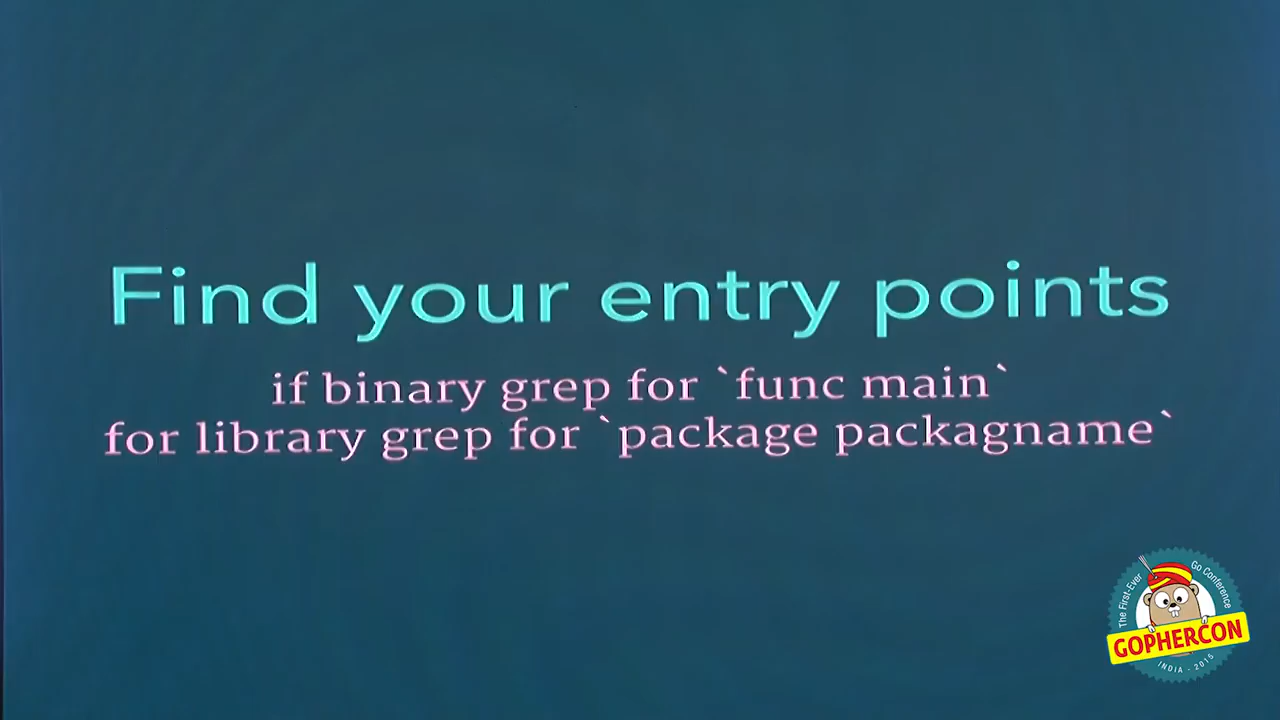 Find your entry points
if binary grep for `func main`
for library grep for `package packagname`
The First-Ever Go Conference
GOPHERCON
INDIA - 2015